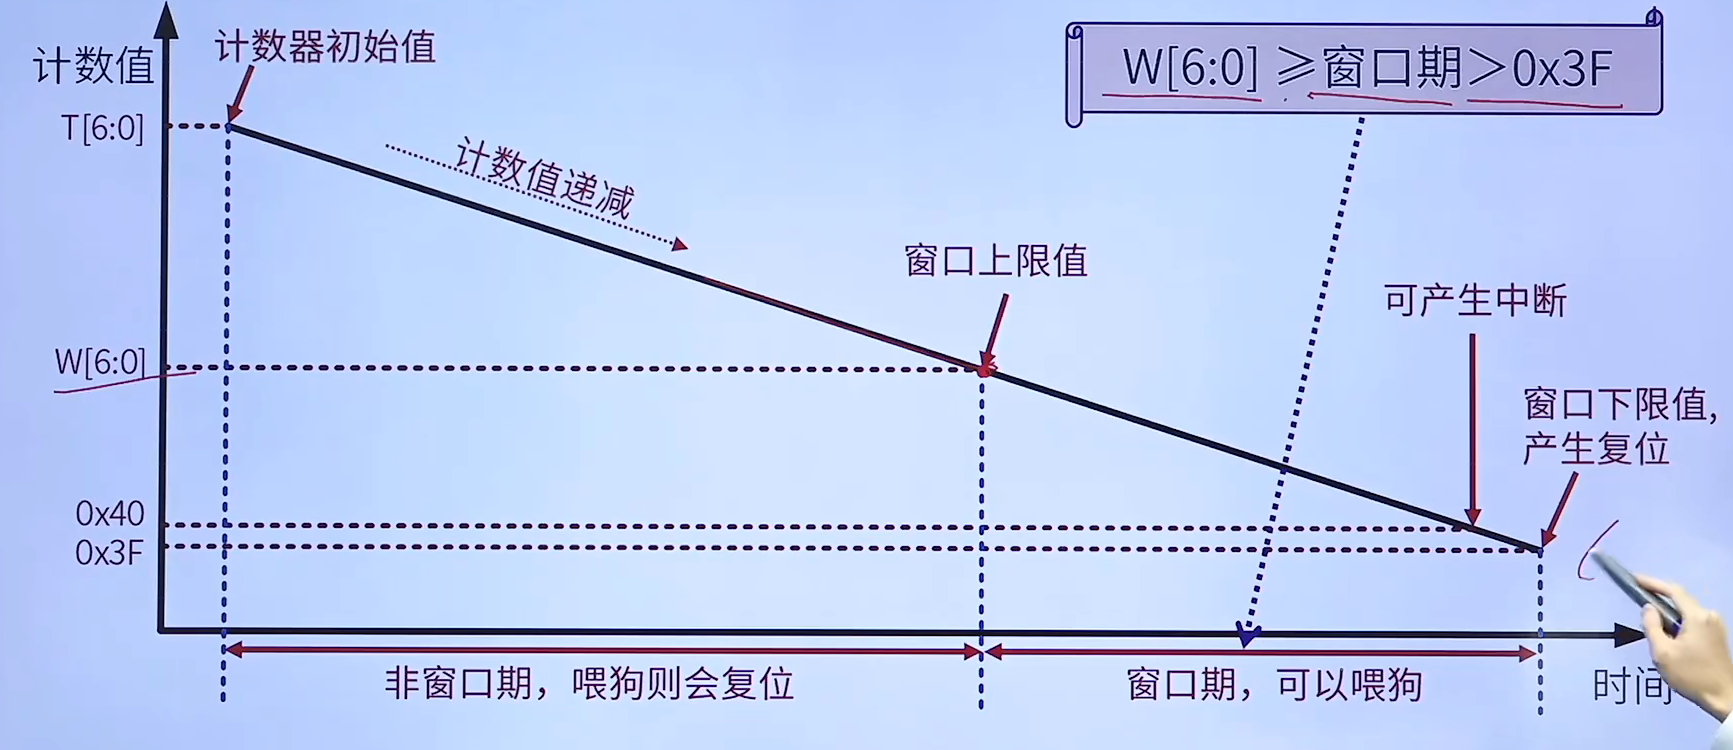 计数值
计数器初始值
W[6:0] ≥窗口期>0x3F
T[6:0]
计数值递减
窗口上限值
可产生中断
W[6:0]
窗口下限值,
产生复位
0x40
0x3F
非窗口期，喂狗则会复位
窗口期，可以喂狗
时间